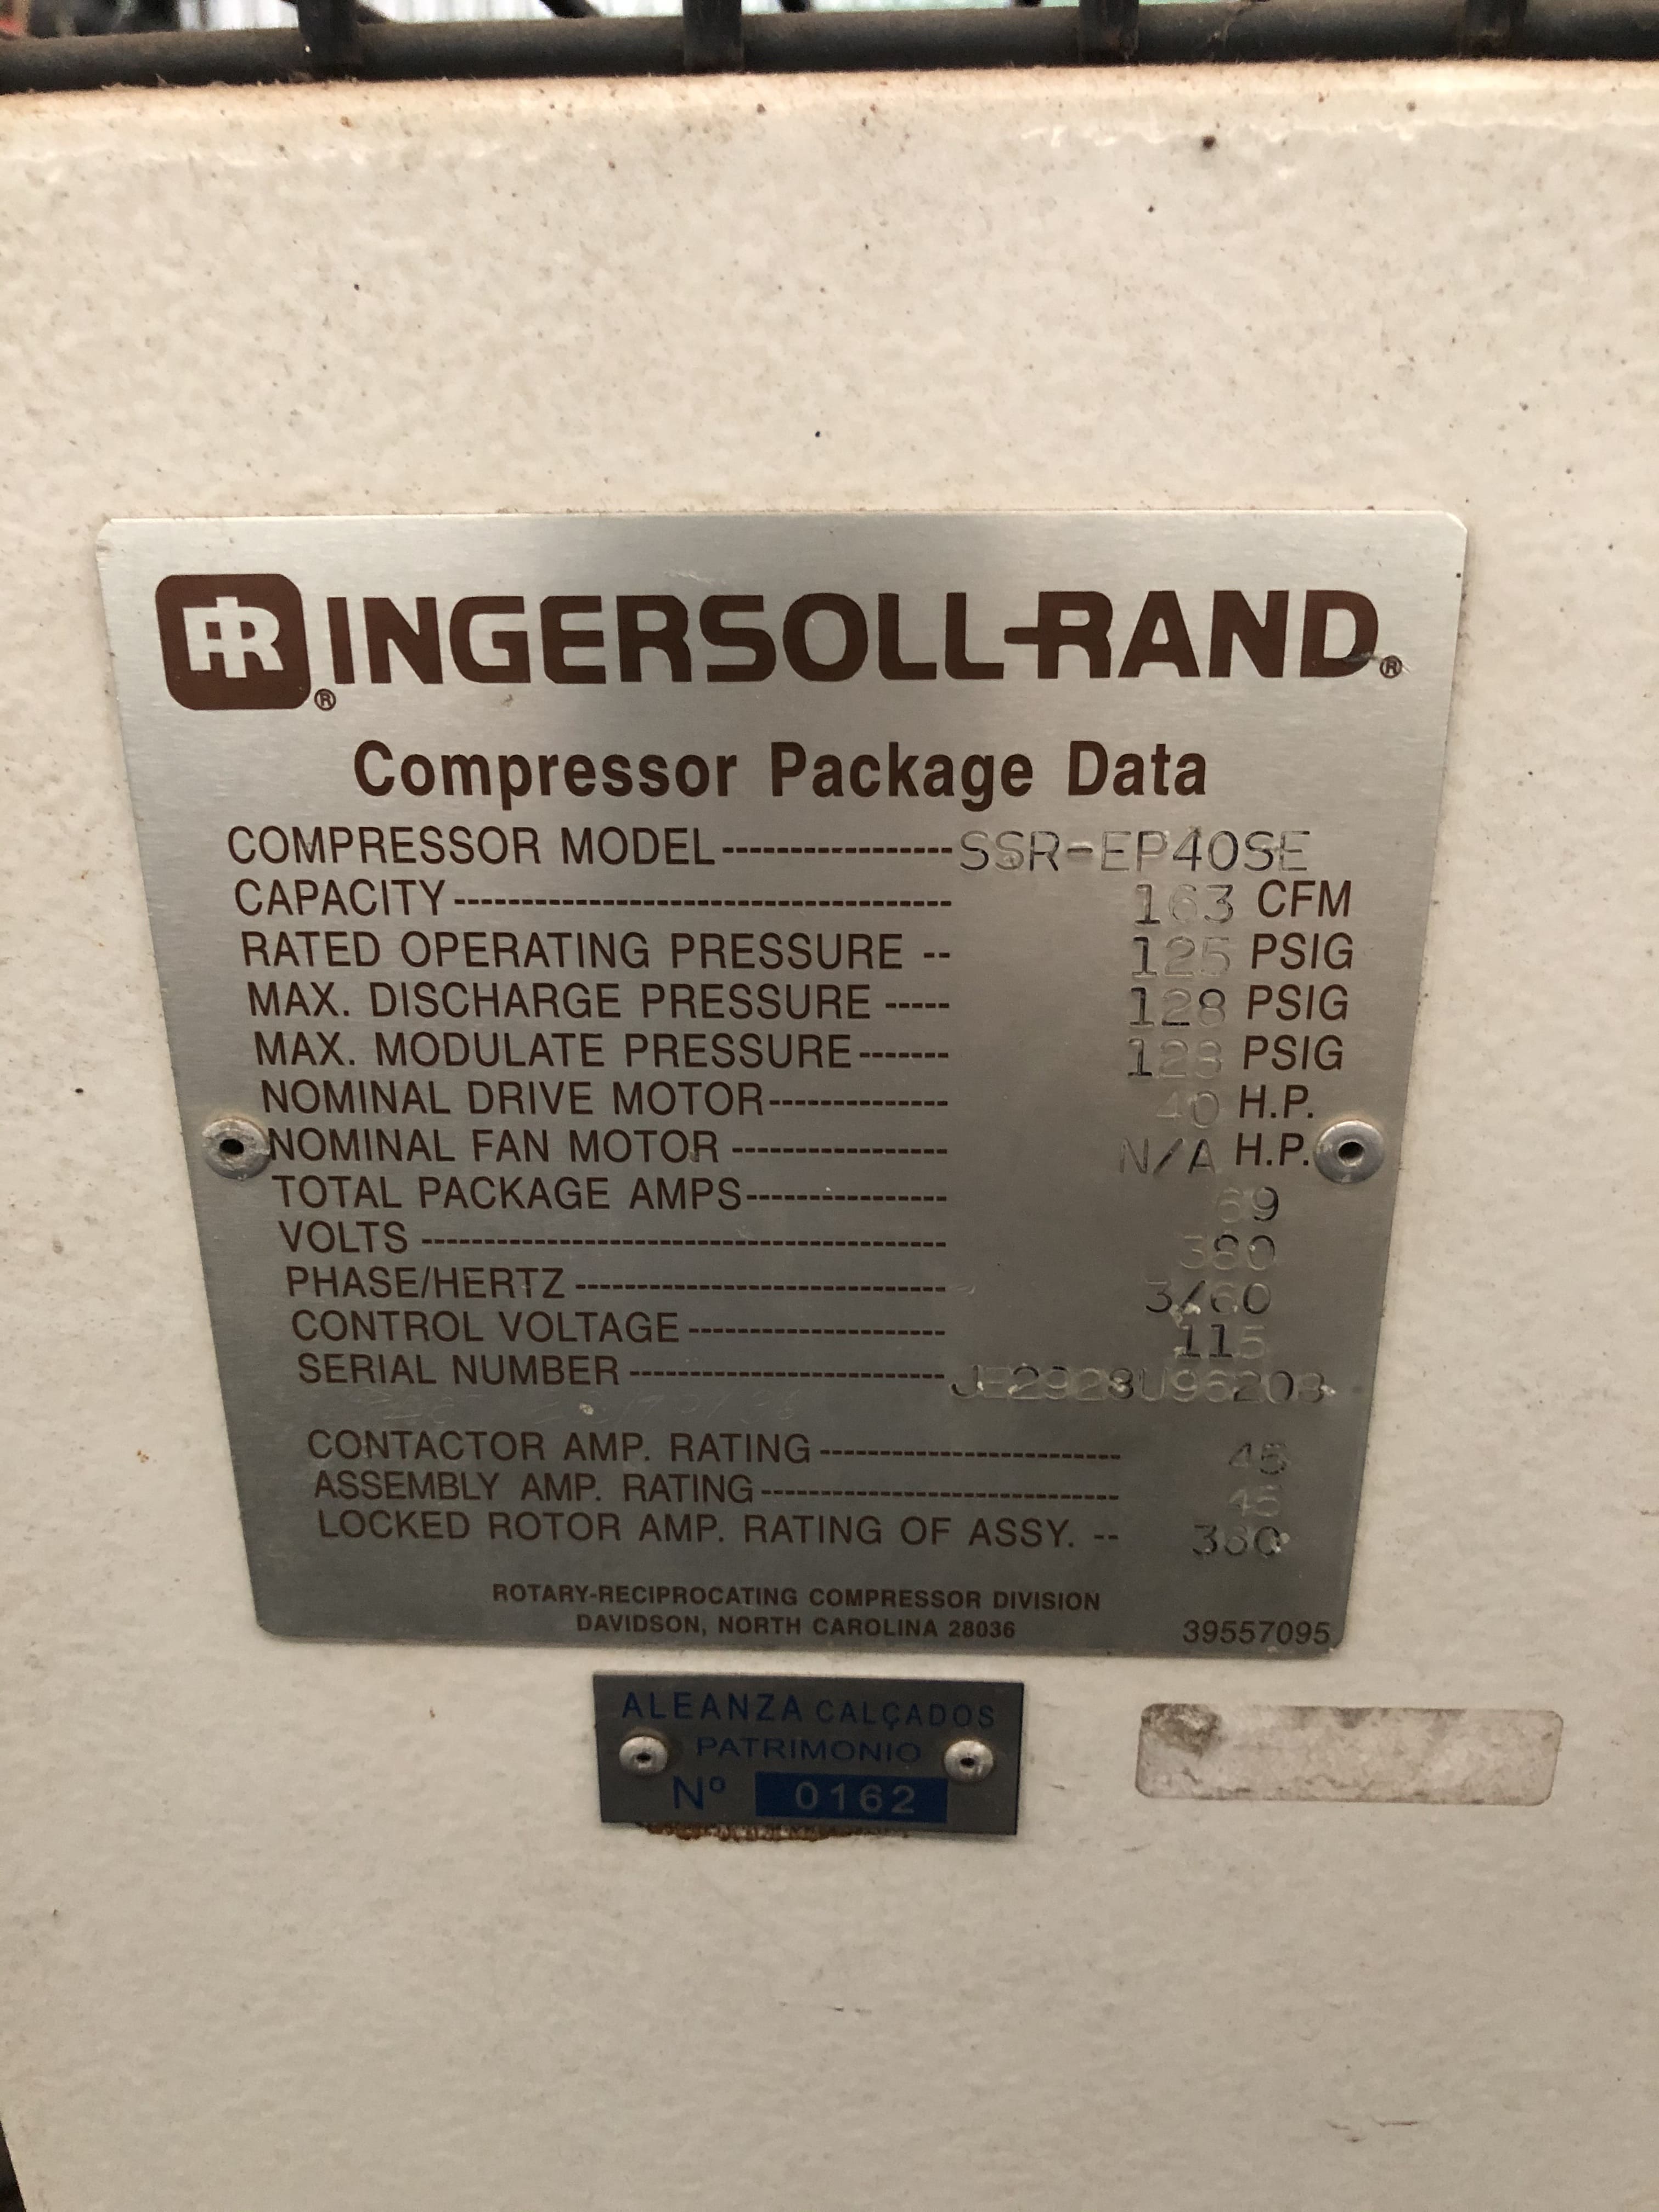 IR® INGERSOLL-RAND®
Compressor Package Data
COMPRESSOR MODEL----------------SSR-EP40SE
CAPACITY------------------------------------- 163 CFM
RATED OPERATING PRESSURE -- 125 PSIG
MAX. DISCHARGE PRESSURE ----- 128 PSIG
MAX. MODULATE PRESSURE------- 128 PSIG
NOMINAL DRIVE MOTOR-------------- 40 H.P.
NOMINAL FAN MOTOR ----------------- N/A H.P.
TOTAL PACKAGE AMPS---------------- 69
VOLTS ------------------------------------------ 380
PHASE/HERTZ ------------------------------ 3/60
CONTROL VOLTAGE--------------------- 115
SERIAL NUMBER -------------------------
CONTACTOR AMP. RATING-------------------------
ASSEMBLY AMP. RATING------------------------------
LOCKED ROTOR AMP. RATING OF ASSY. --
ROTARY-RECIPROCATING COMPRESSOR DIVISION
DAVIDSON, NORTH CAROLINA 28036
39557095
ALEANZA CALÇADOS
PATRIMONIO
Nº 0162